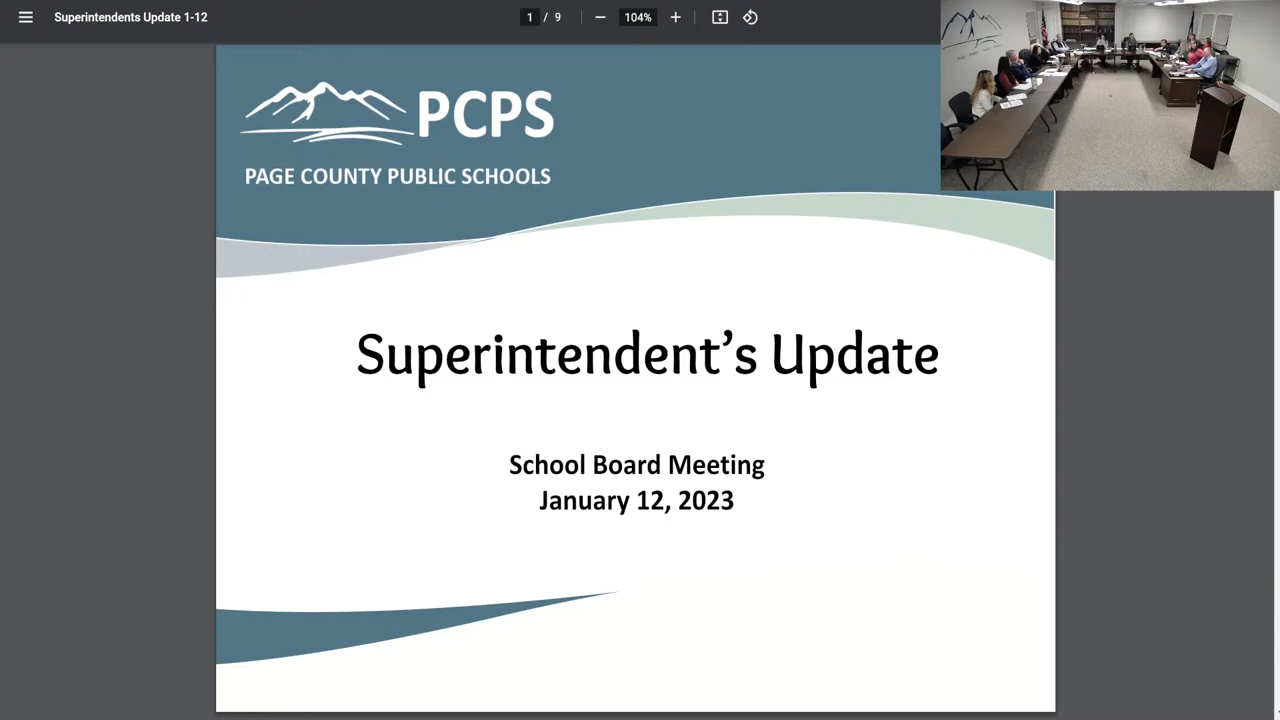 Superintendents Update 1-12
1 / 9
104%
PCPS
PAGE COUNTY PUBLIC SCHOOLS
Superintendent’s Update
School Board Meeting
January 12, 2023